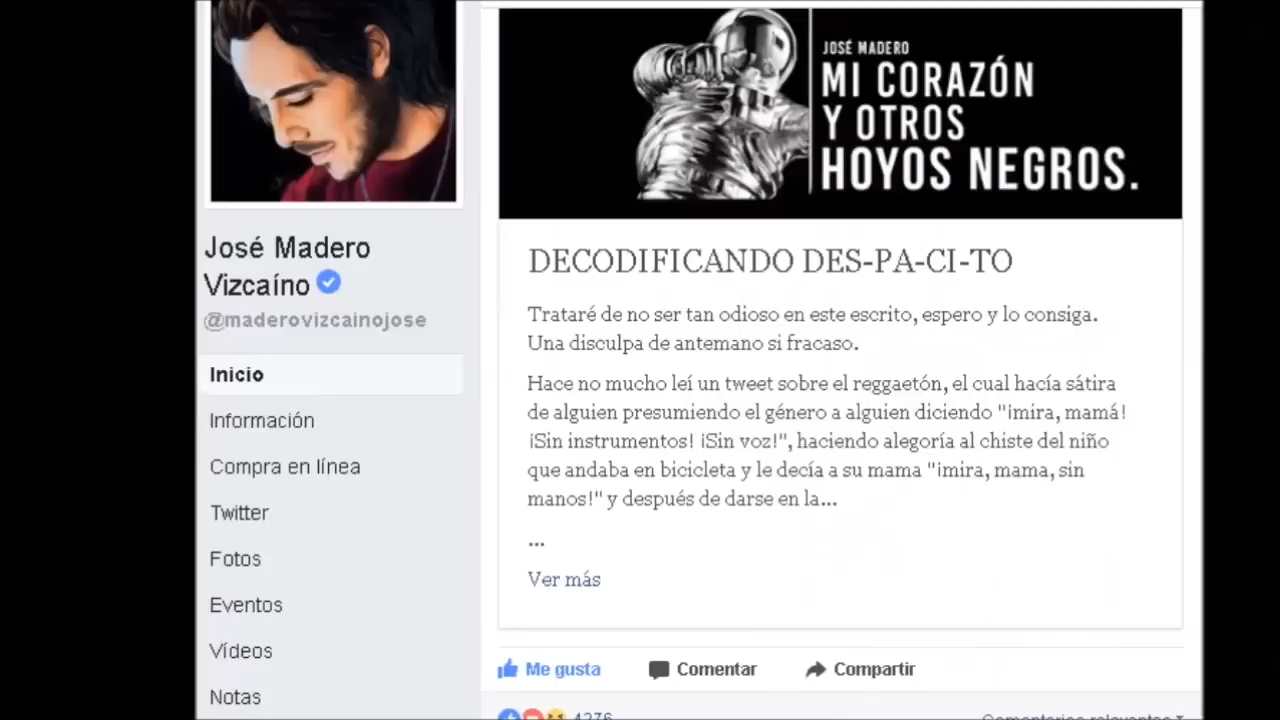 José Madero
Vizcaíno
@maderovizcainojose
Inicio
Información
Compra en línea
Twitter
Fotos
Eventos
Vídeos
Notas
JOSÉ MADERO
MI CORAZÓN
Y OTROS
HOYOS NEGROS.
DECODIFICANDO DES-PA-CI-TO
Trataré de no ser tan odioso en este escrito, espero y lo consiga.
Una disculpa de antemano si fracaso.
Hace no mucho leí un tweet sobre el reggaetón, el cual hacía sátira
de alguien presumiendo el género a alguien diciendo "¡mira, mamá!
¡Sin instrumentos! ¡Sin voz!", haciendo alegoría al chiste del niño
que andaba en bicicleta y le decía a su mama "¡mira, mama, sin
manos!" y después de darse en la...
...
Ver más
Me gusta Comentar Compartir
4276 Comentarios relevantes